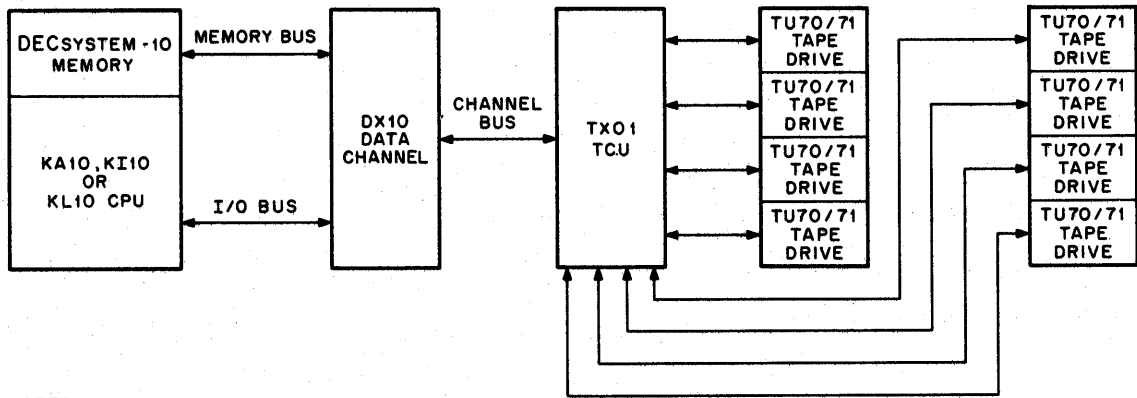 DECSYSTEM-10
MEMORY
KA10, KI10
OR
KL10 CPU
MEMORY BUS
I/O BUS
DX10
DATA
CHANNEL
CHANNEL
BUS
TX01
TCU
TU70/71
TAPE
DRIVE
TU70/71
TAPE
DRIVE
TU70/71
TAPE
DRIVE
TU70/71
TAPE
DRIVE
TU70/71
TAPE
DRIVE
TU70/71
TAPE
DRIVE
TU70/71
TAPE
DRIVE
TU70/71
TAPE
DRIVE